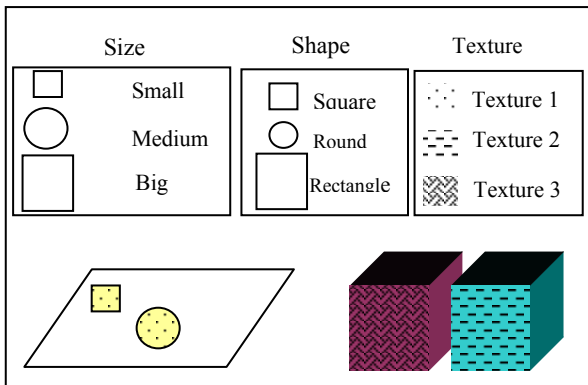 Size
Small
Medium
Big
Shape
Square
Round
Rectangle
Texture
Texture 1
Texture 2
Texture 3